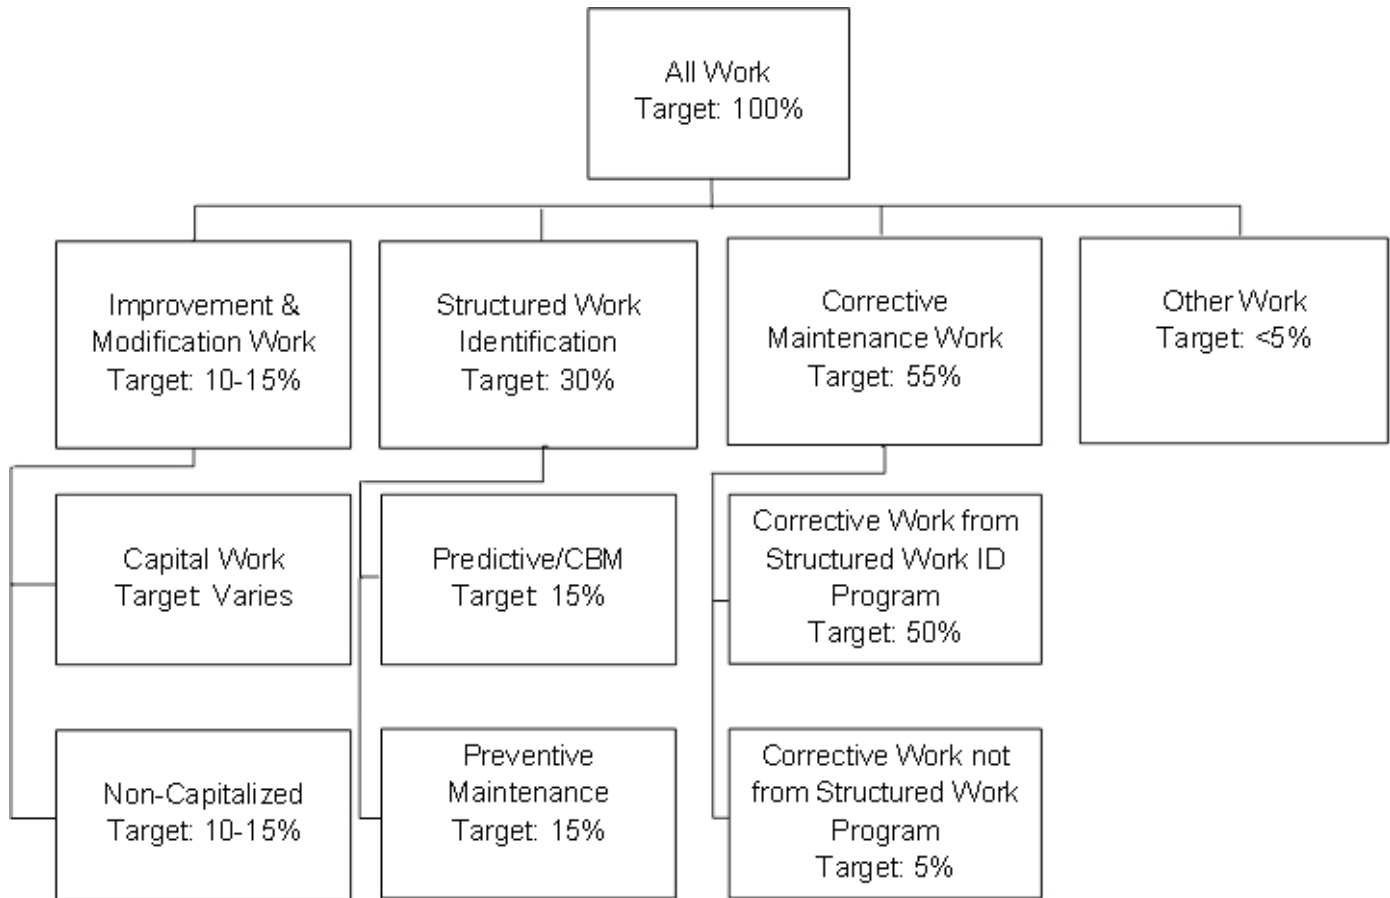 All Work
Target: 100%
Improvement &
Modification Work
Target: 10-15%
Structured Work
Identification
Target: 30%
Corrective
Maintenance Work
Target: 55%
Other Work
Target: <5%
Capital Work
Target: Varies
Predictive/CBM
Target: 15%
Corrective Work from
Structured Work ID
Program
Target: 50%
Non-Capitalized
Target: 10-15%
Preventive
Maintenance
Target: 15%
Corrective Work not
from Structured Work
Program
Target: 5%